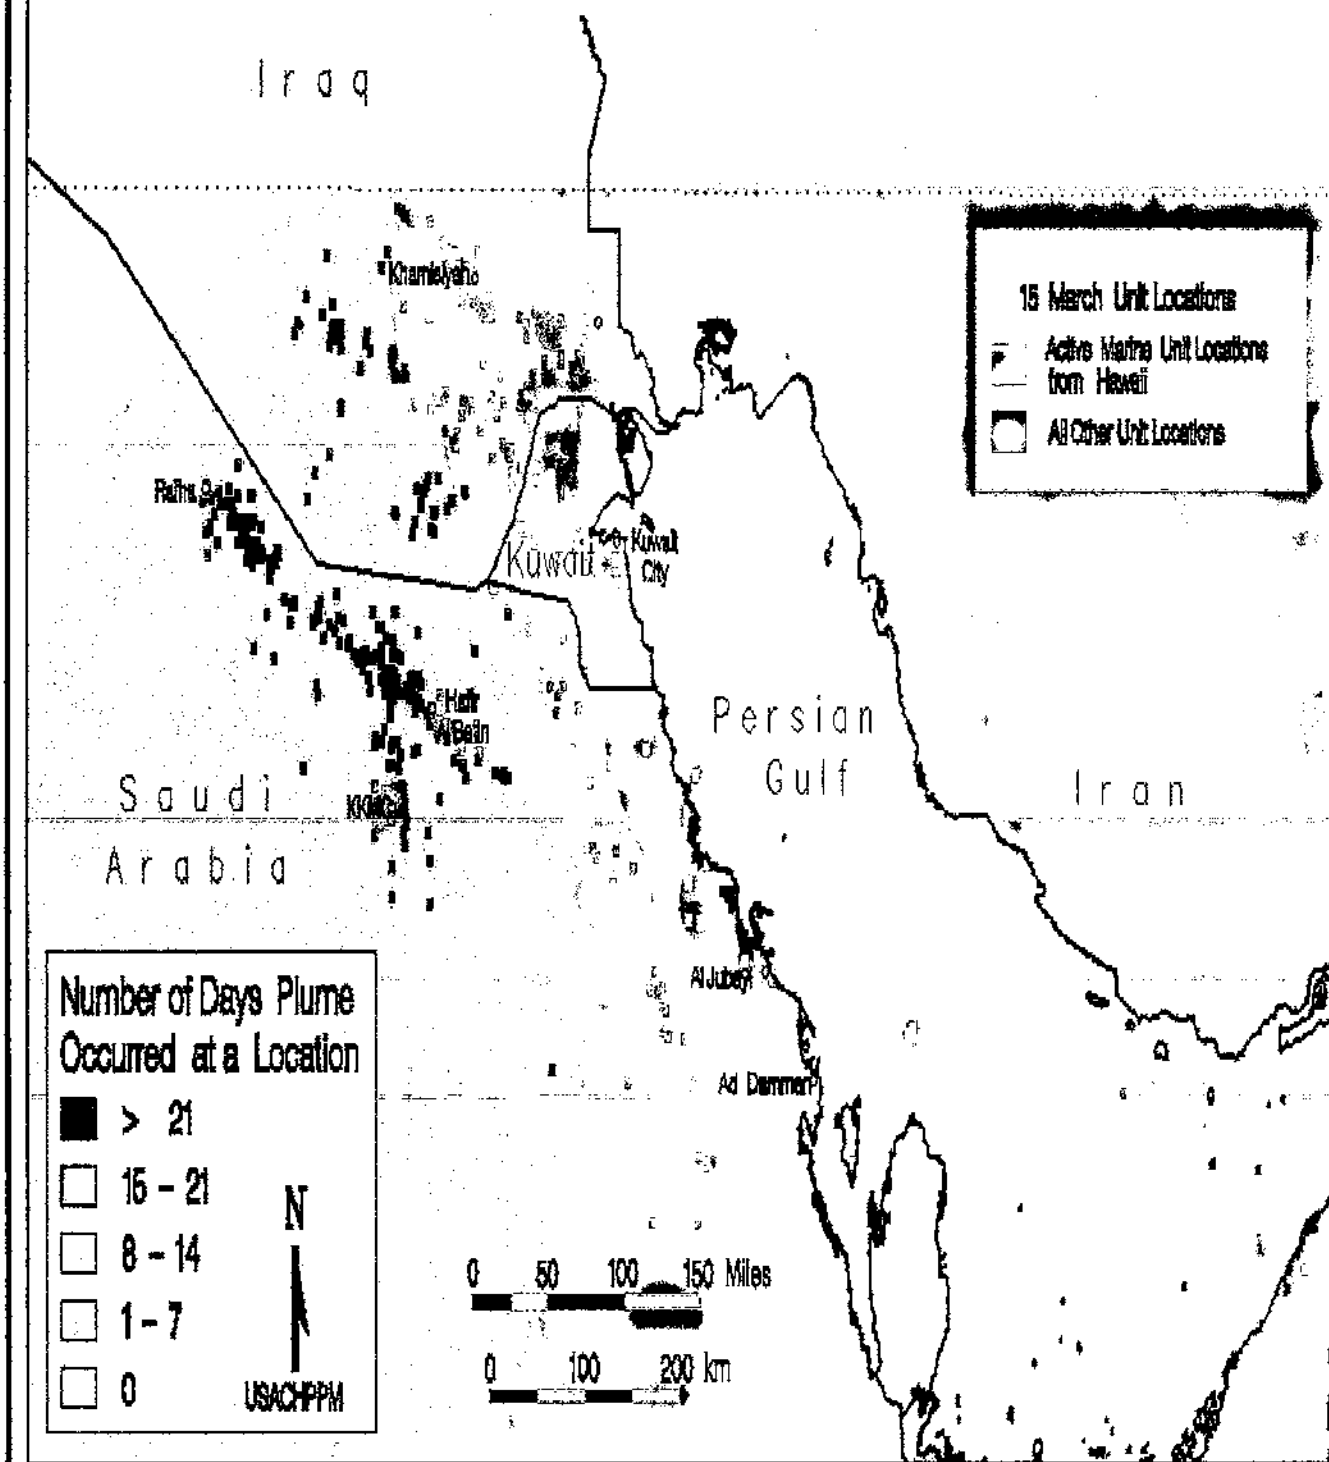 Iraq
Khamisiyah
15 March Unit Locations
Active Marine Unit Locations
from Hawaii
All Other Unit Locations
Rafha
Kuwait
Kuwait
City
Hafir
Al Batin
Persian
Gulf
Iran
Saudi
Arabia
KKMC
Al Jubayl
Ad Damman
Number of Days Plume
Occurred at a Location
> 21
15 - 21
8 - 14
1 - 7
0
N
USACHPPM
0 50 100 150 Miles
0 100 200 km